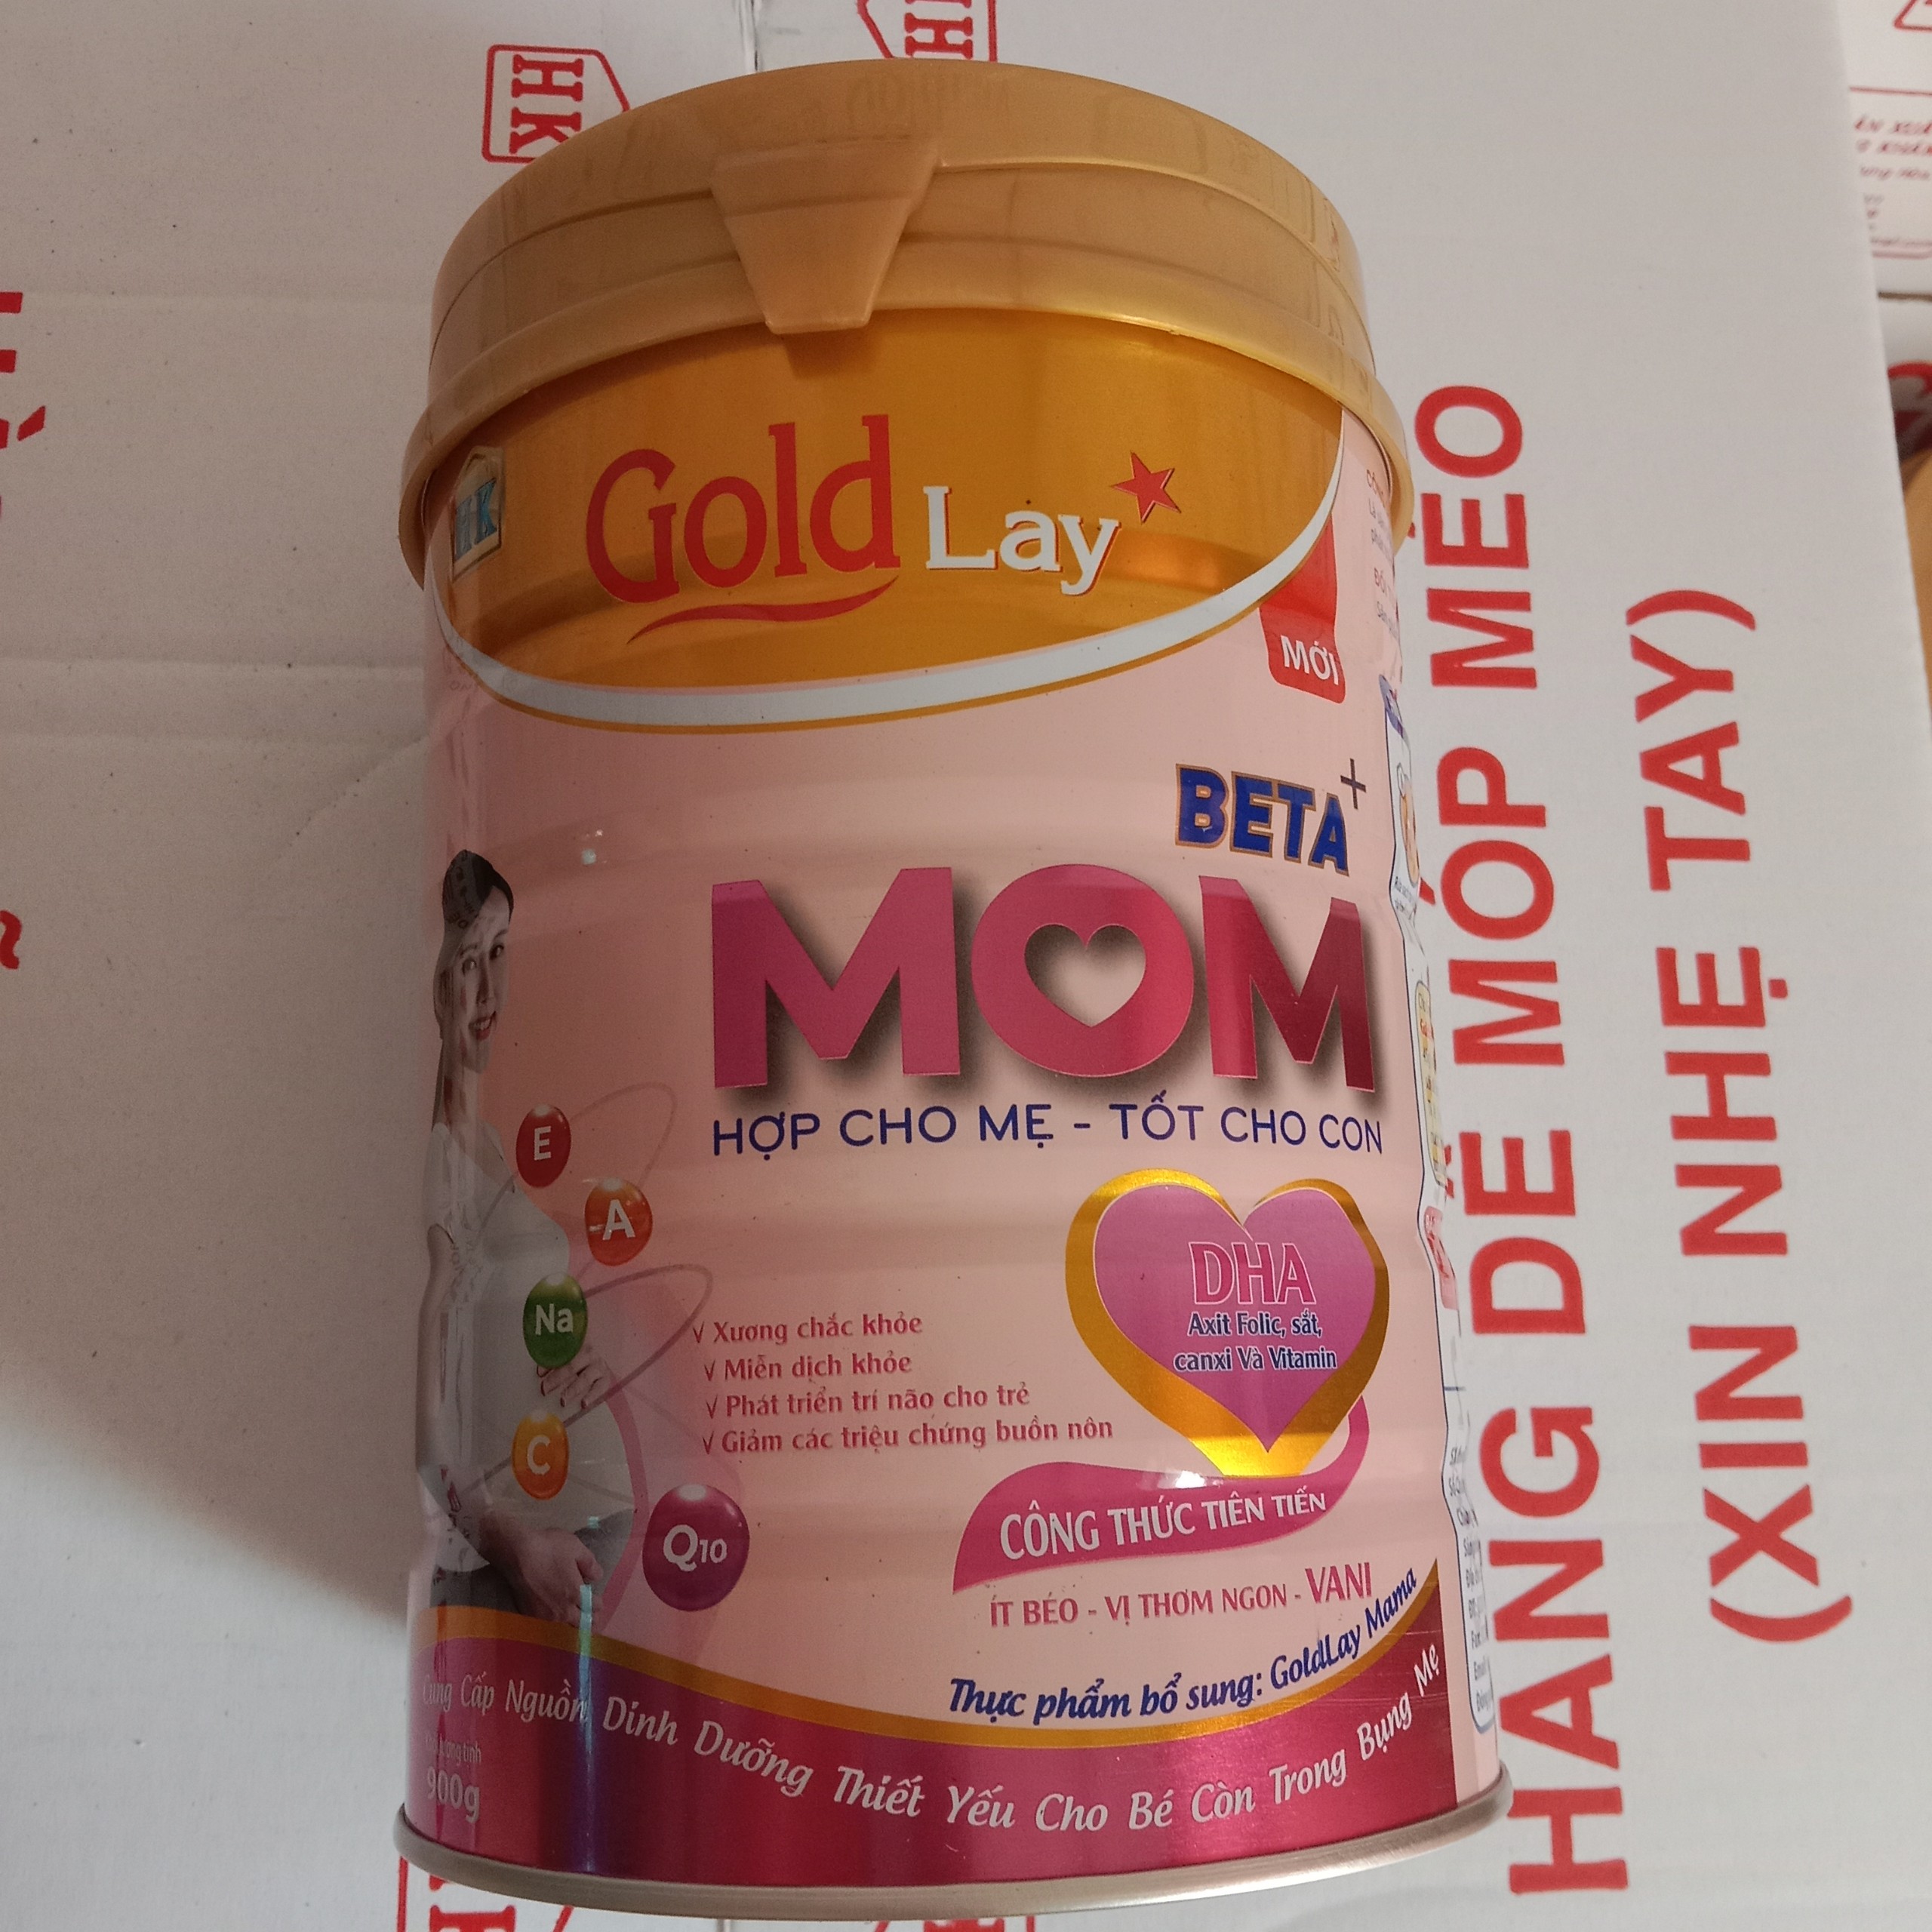 HK
Gold Lay
MỚI
BETA+
MOM
HỢP CHO MẸ - TỐT CHO CON
E
A
Na
C
Q10
DHA
Axit Folic, sắt,
canxi Và Vitamin
√ Xương chắc khỏe
√ Miễn dịch khỏe
√ Phát triển trí não cho trẻ
√ Giảm các triệu chứng buồn nôn
CÔNG THỨC TIÊN TIẾN
ÍT BÉO - VỊ THƠM NGON - VANI
Thực phẩm bổ sung: GoldLay Mama
Cung Cấp Nguồn Dinh Dưỡng Thiết Yếu Cho Bé Còn Trong Bụng Mẹ
900g
HÀNG DỄ MÓP MÉO
(XIN NHẸ TAY)
HK